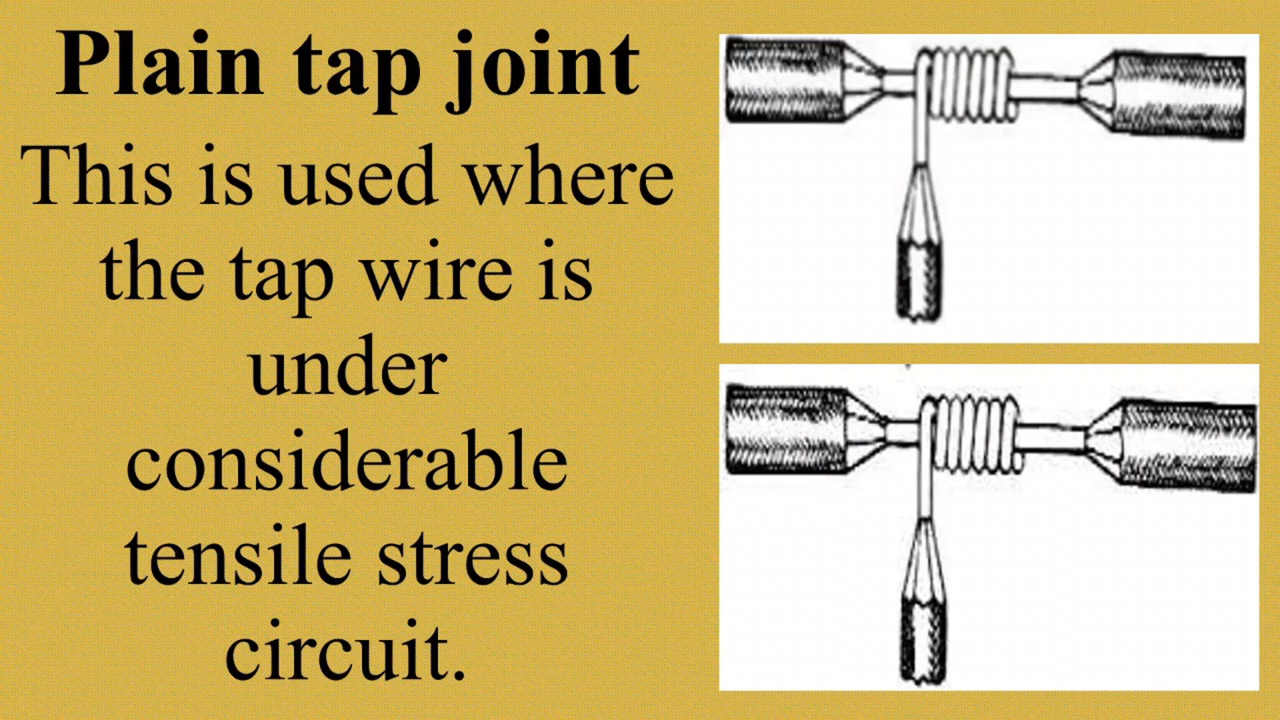 Plain tap joint
This is used where
the tap wire is
under
considerable
tensile stress
circuit.